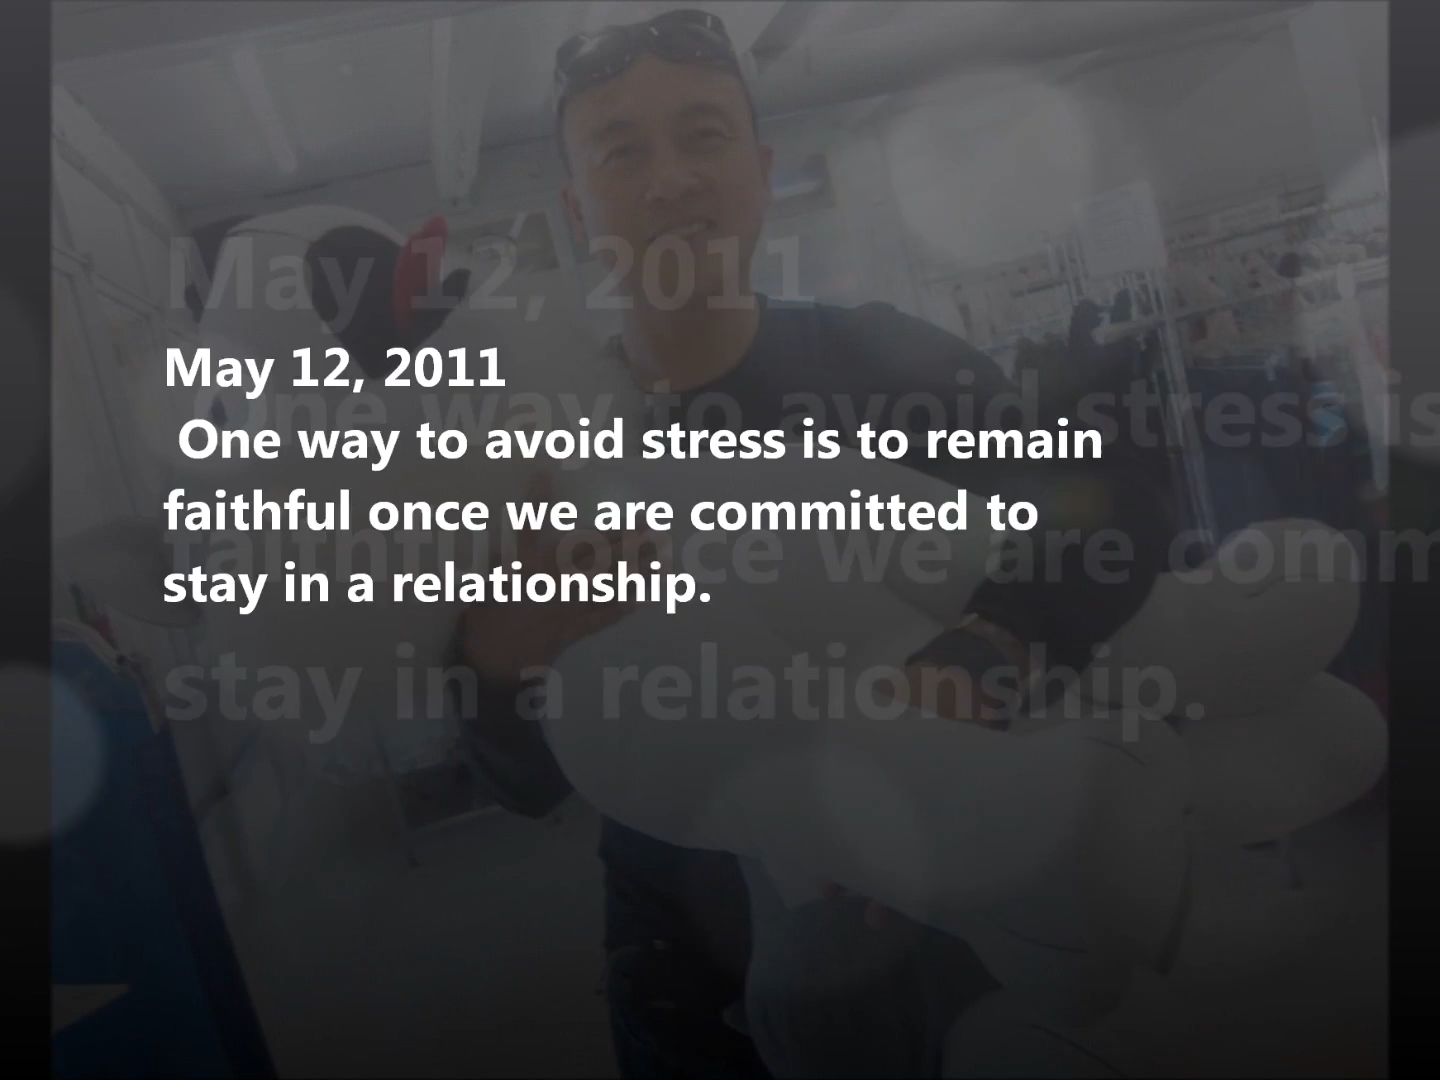 May 12, 2011
One way to avoid stress is to remain
faithful once we are committed to
stay in a relationship.